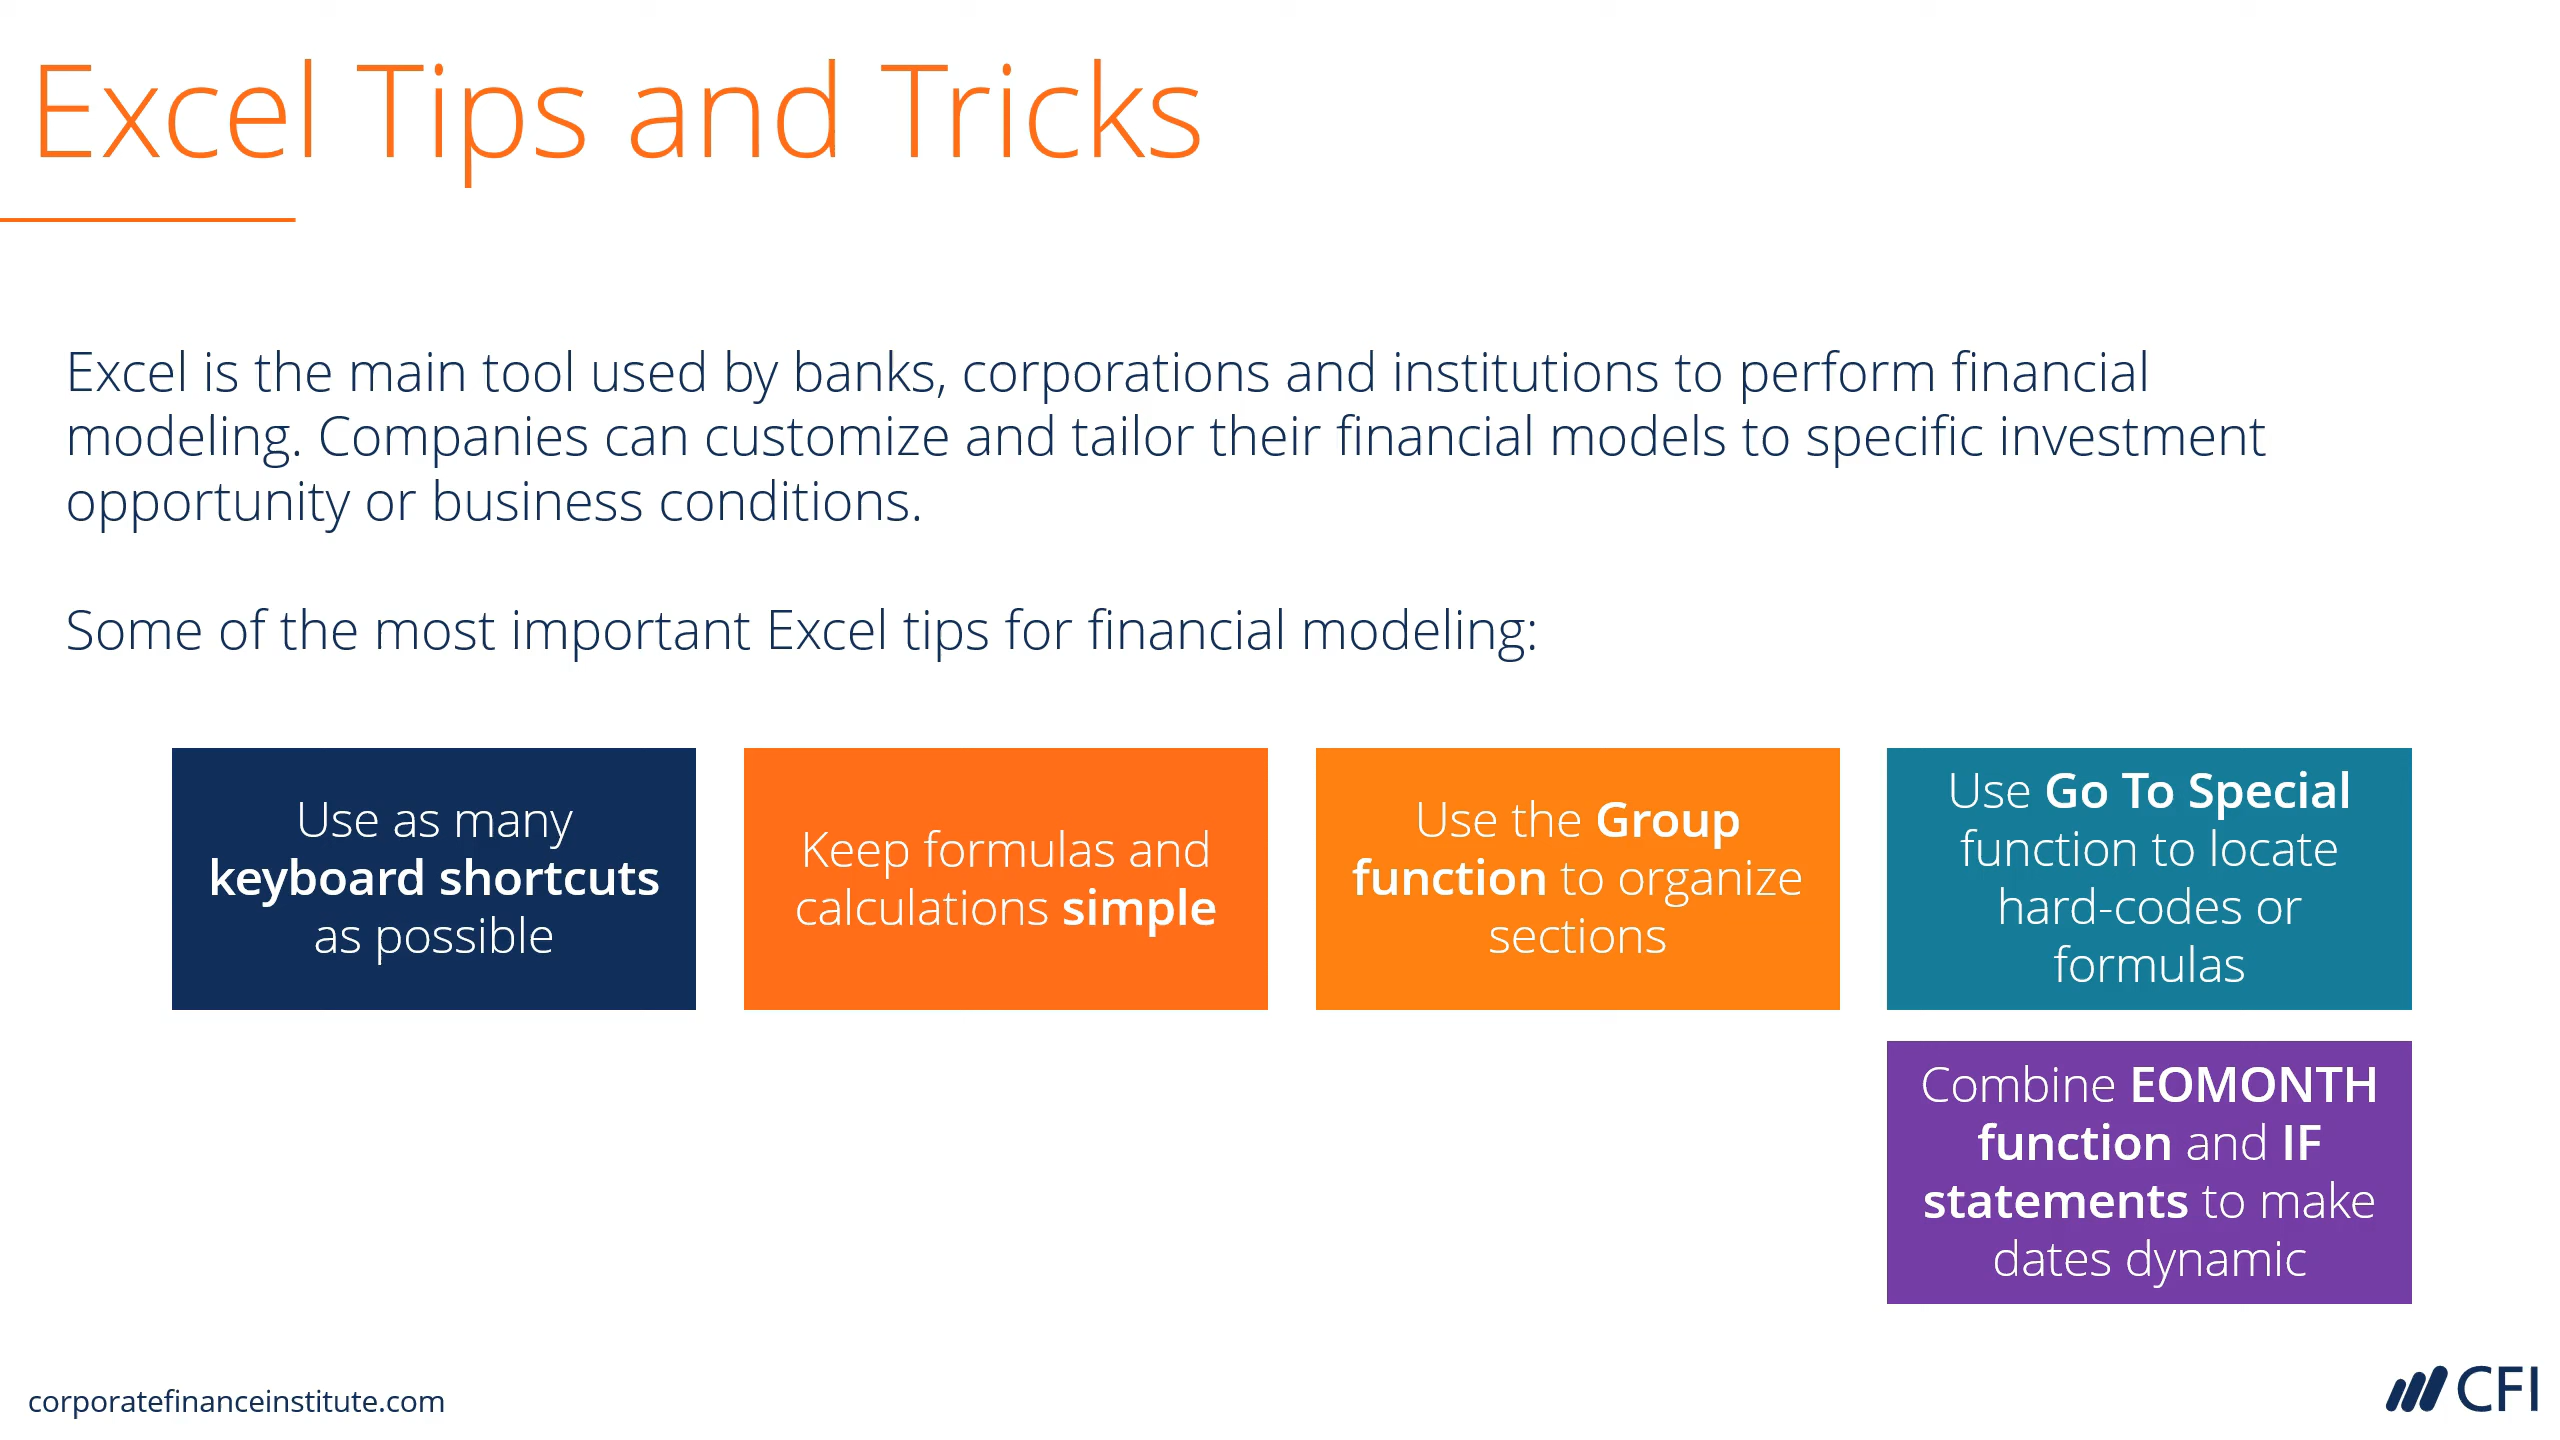 Excel Tips and Tricks
Excel is the main tool used by banks, corporations and institutions to perform financial
modeling. Companies can customize and tailor their financial models to specific investment
opportunity or business conditions.
Some of the most important Excel tips for financial modeling:
Use as many
keyboard shortcuts
as possible
Keep formulas and
calculations simple
Use the Group
function to organize
sections
Use Go To Special
function to locate
hard-codes or
formulas
Combine EOMONTH
function and IF
statements to make
dates dynamic
corporatefinanceinstitute.com
CFI